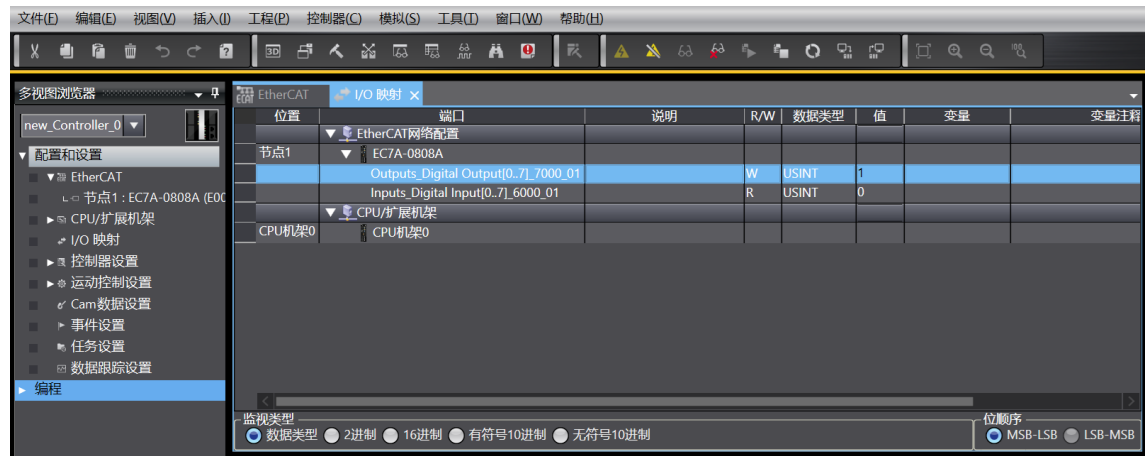 文件(F) 编辑(E) 视图(V) 插入(I) 工程(P) 控制器(C) 模拟(S) 工具(T) 窗口(W) 帮助(H)
多视图浏览器
new_Controller_0
配置和设置
EtherCAT
节点1 : EC7A-0808A (E00
CPU/扩展机架
I/O 映射
控制器设置
运动控制设置
Cam数据设置
事件设置
任务设置
数据跟踪设置
编程
EtherCAT I/O 映射
位置 端口 说明 R/W 数据类型 值 变量 变量注释
EtherCAT网络配置
节点1 EC7A-0808A
Outputs_Digital Output[0..7]_7000_01 W USINT 1
Inputs_Digital Input[0..7]_6000_01 R USINT 0
CPU/扩展机架
CPU机架0 CPU机架0
监视类型
数据类型 2进制 16进制 有符号10进制 无符号10进制
位顺序
MSB-LSB LSB-MSB